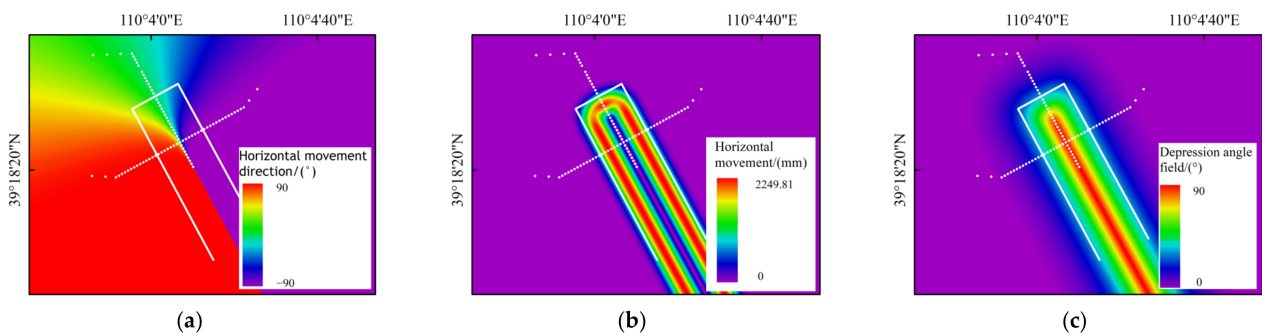 110°4'0"E 110°4'40"E
39°18'20"N
Horizontal movement
direction/(°)
90
−90
(a)
110°4'0"E 110°4'40"E
39°18'20"N
Horizontal
movement/(mm)
2249.81
0
(b)
110°4'0"E 110°4'40"E
39°18'20"N
Depression angle
field/(°)
90
0
(c)